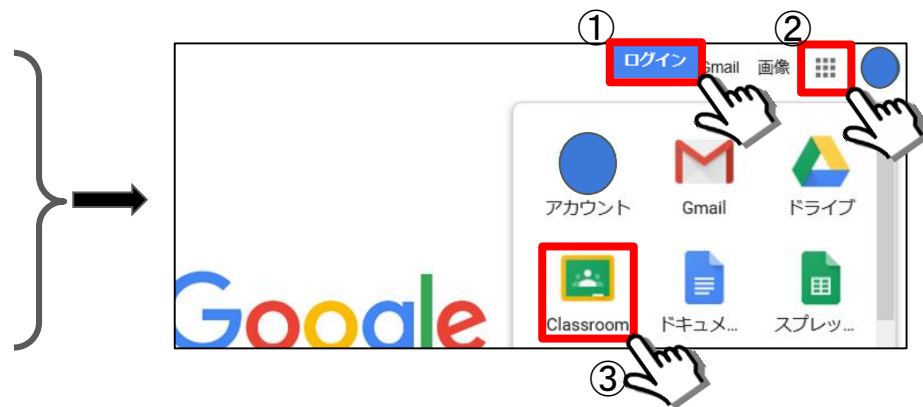 ① ②
ログイン Gmail 画像
アカウント Gmail ドライブ
Google
Classroom ドキュメ... スプレッ...
③